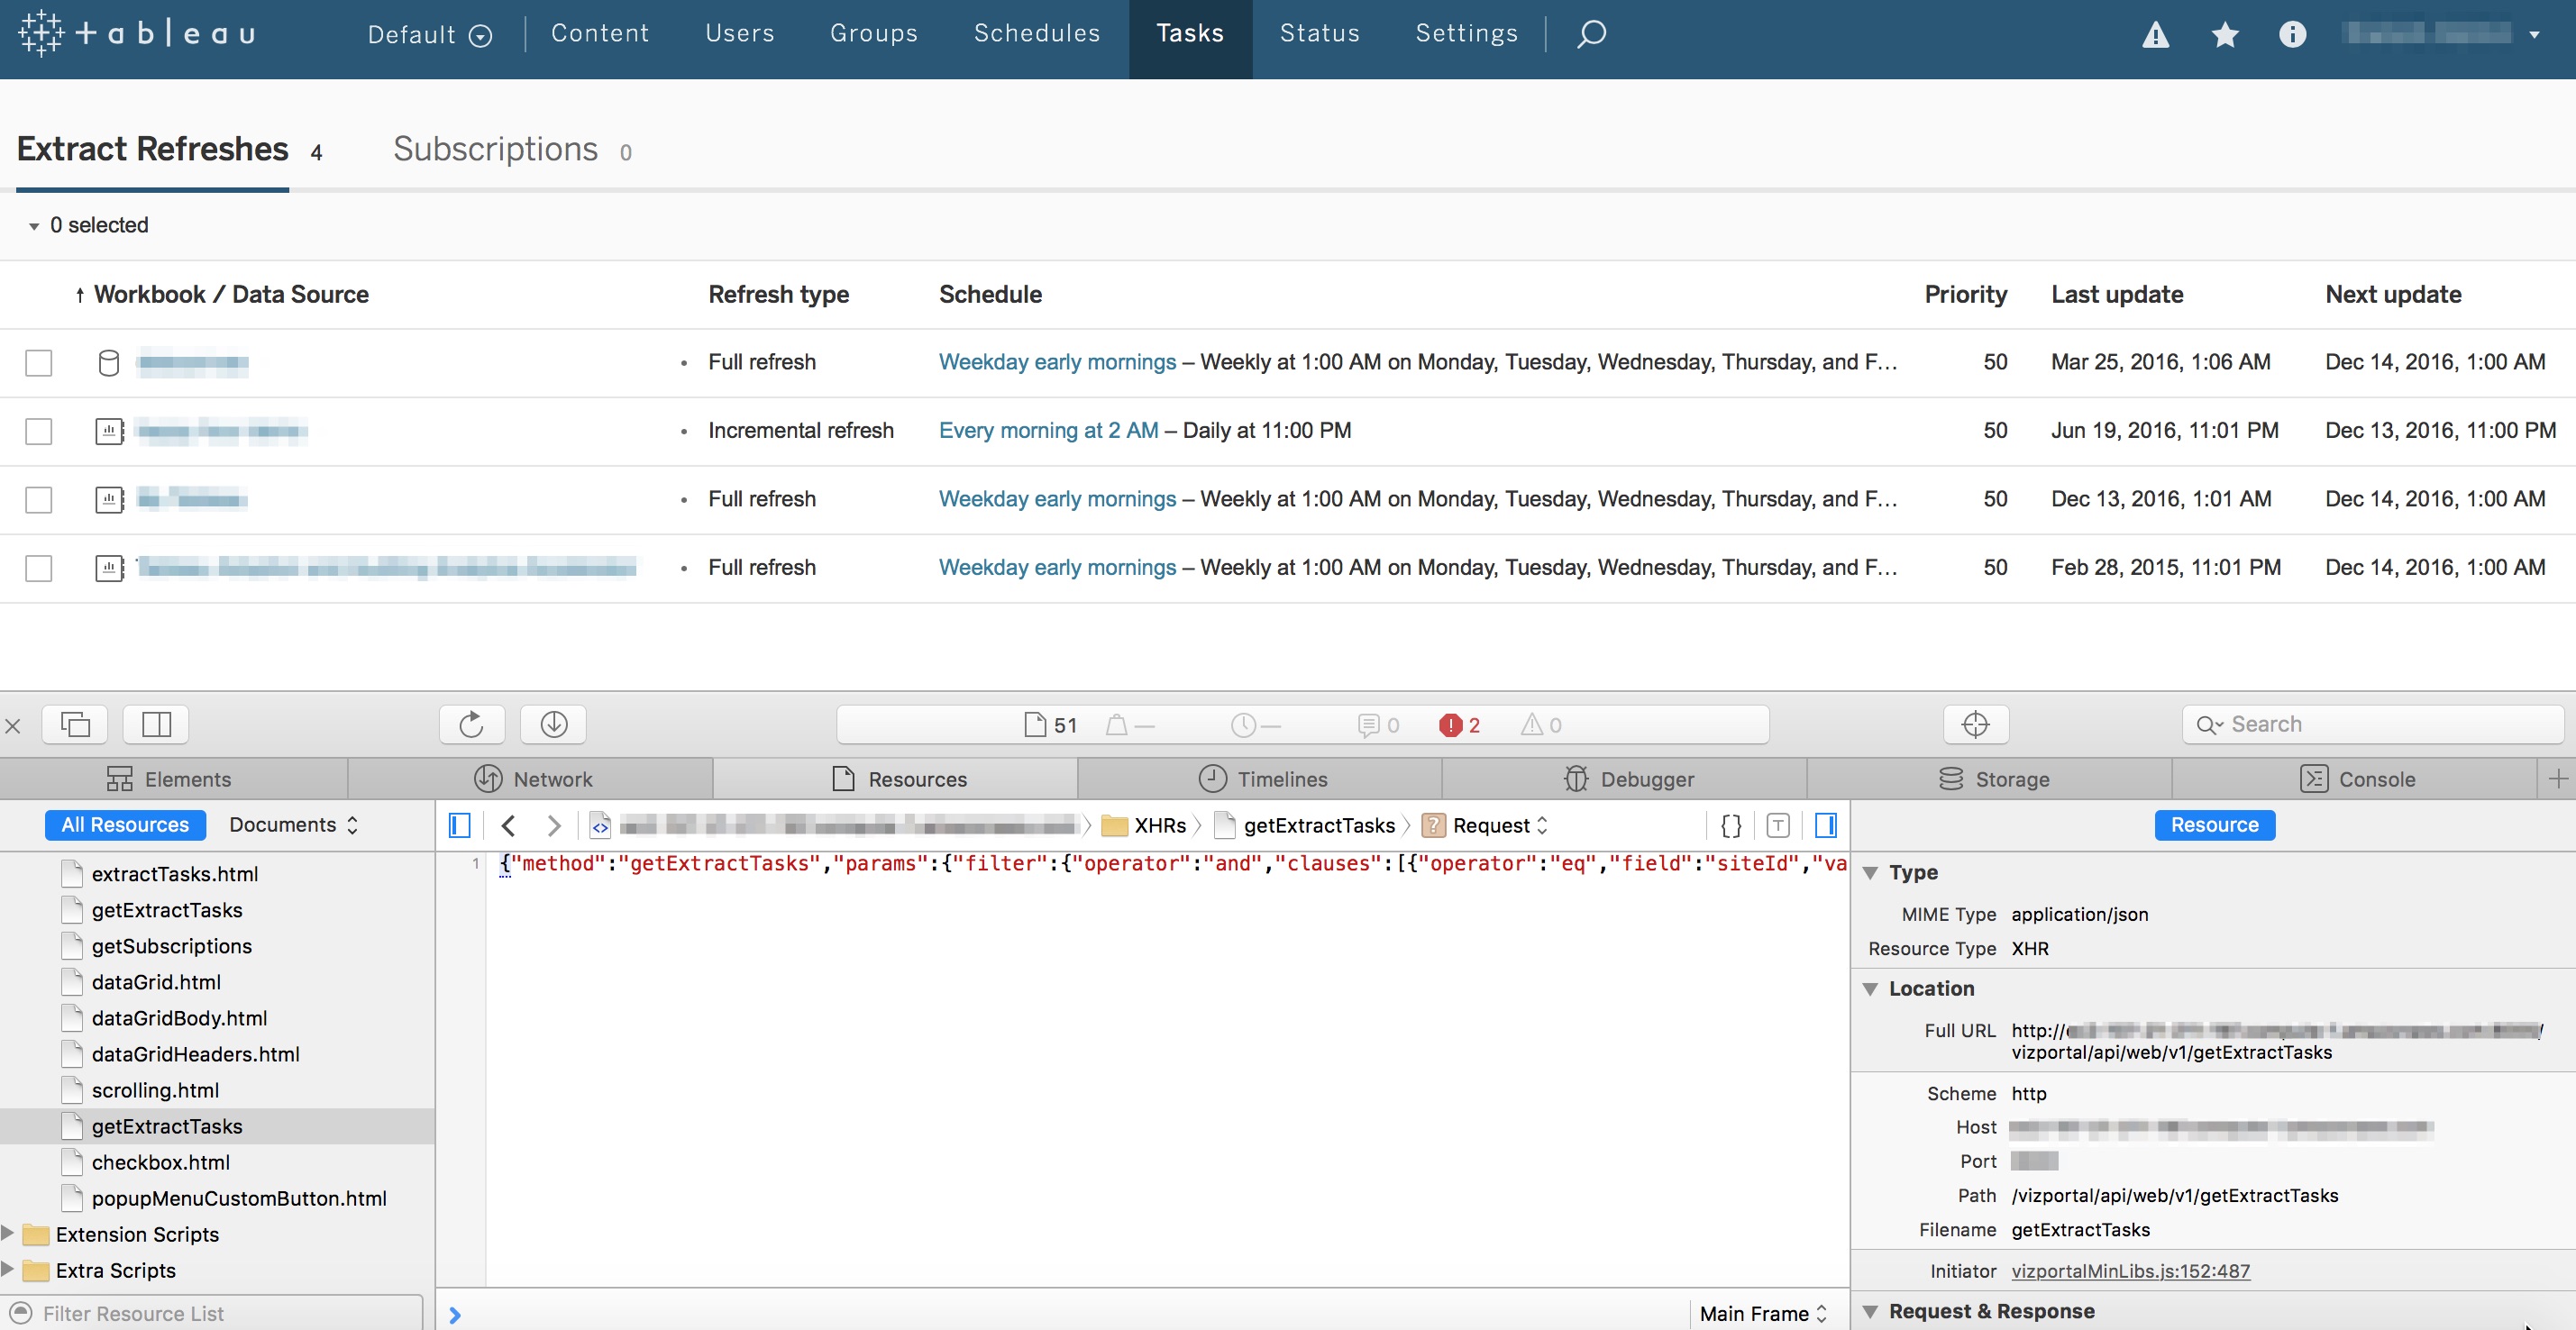 +ableau Default Content Users Groups Schedules Tasks Status Settings
Extract Refreshes 4 Subscriptions 0
0 selected
↑ Workbook / Data Source Refresh type Schedule Priority Last update Next update
• Full refresh Weekday early mornings – Weekly at 1:00 AM on Monday, Tuesday, Wednesday, Thursday, and F... 50 Mar 25, 2016, 1:06 AM Dec 14, 2016, 1:00 AM
• Incremental refresh Every morning at 2 AM – Daily at 11:00 PM 50 Jun 19, 2016, 11:01 PM Dec 13, 2016, 11:00 PM
• Full refresh Weekday early mornings – Weekly at 1:00 AM on Monday, Tuesday, Wednesday, Thursday, and F... 50 Dec 13, 2016, 1:01 AM Dec 14, 2016, 1:00 AM
• Full refresh Weekday early mornings – Weekly at 1:00 AM on Monday, Tuesday, Wednesday, Thursday, and F... 50 Feb 28, 2015, 11:01 PM Dec 14, 2016, 1:00 AM
51 — — 0 2 0 Search
Elements Network Resources Timelines Debugger Storage Console +
All Resources Documents XHRs getExtractTasks Request {} T Resource
1 {"method":"getExtractTasks","params":{"filter":{"operator":"and","clauses":[{"operator":"eq","field":"siteId","va
extractTasks.html
getExtractTasks
getSubscriptions
dataGrid.html
dataGridBody.html
dataGridHeaders.html
scrolling.html
getExtractTasks
checkbox.html
popupMenuCustomButton.html
Extension Scripts
Extra Scripts
Filter Resource List
Main Frame
Type
MIME Type application/json
Resource Type XHR
Location
Full URL http:// /
vizportal/api/web/v1/getExtractTasks
Scheme http
Host
Port
Path /vizportal/api/web/v1/getExtractTasks
Filename getExtractTasks
Initiator vizportalMinLibs.js:152:487
Request & Response